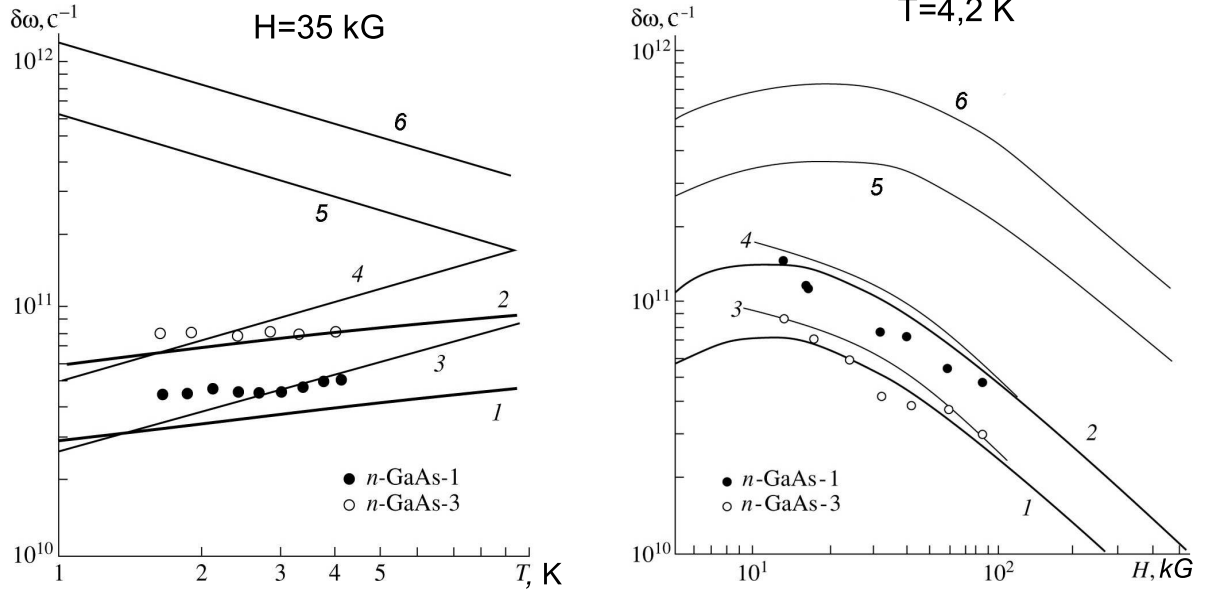 δω, c⁻¹
H=35 kG
10¹²
6
5
4
10¹¹
2
3
1
n-GaAs-1
n-GaAs-3
10¹⁰
1 2 3 4 5 T, K
δω, c⁻¹
T=4,2 K
10¹²
6
5
4
10¹¹
3
2
n-GaAs-1
n-GaAs-3
1
10¹⁰
10¹ 10² H, kG